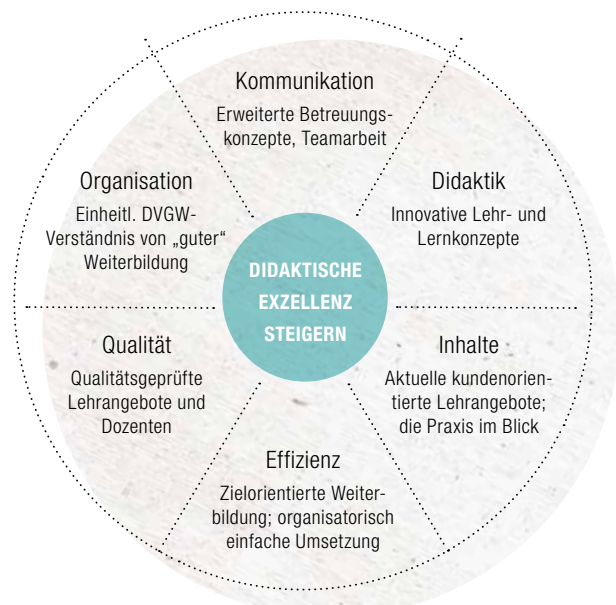 Kommunikation
Erweiterte Betreuungs-
konzepte, Teamarbeit
Organisation
Einheitl. DVGW-
Verständnis von „guter“
Weiterbildung
Didaktik
Innovative Lehr- und
Lernkonzepte
DIDAKTISCHE
EXZELLENZ
STEIGERN
Qualität
Qualitätsgeprüfte
Lehrangebote und
Dozenten
Inhalte
Aktuelle kundenorien-
tierte Lehrangebote;
die Praxis im Blick
Effizienz
Zielorientierte Weiter-
bildung; organisatorisch
einfache Umsetzung